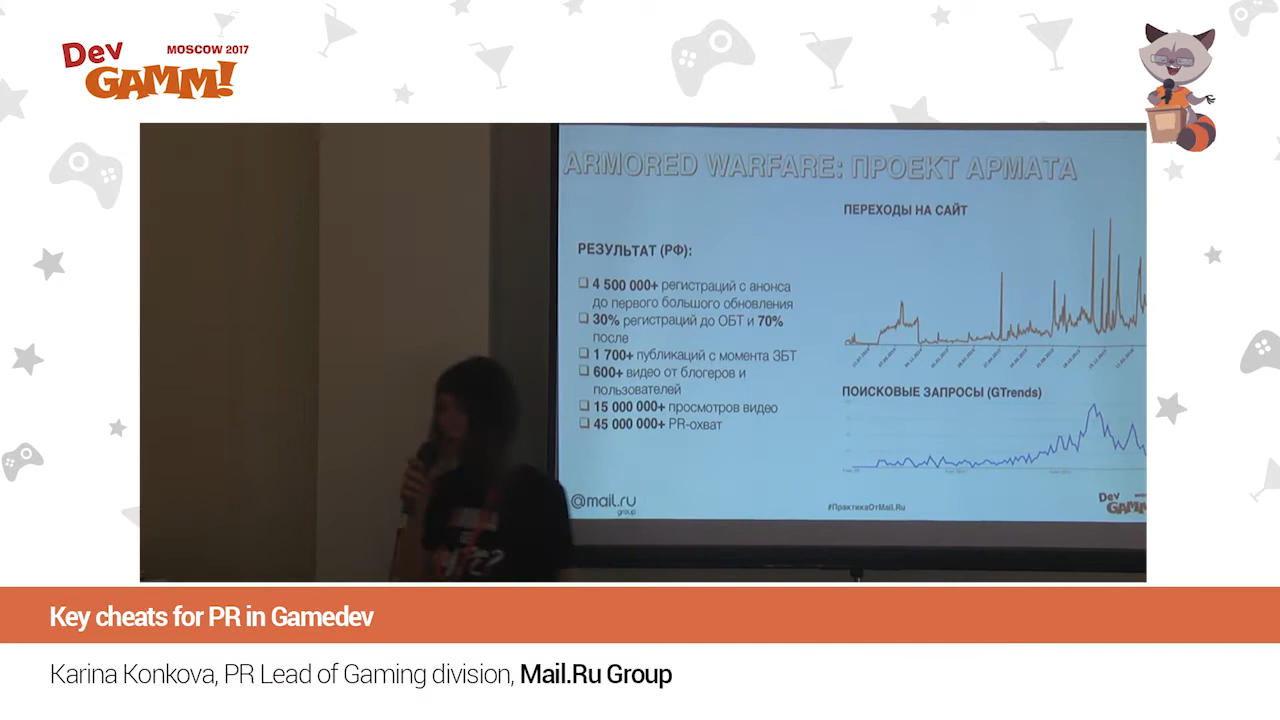 Dev
GAMM!
MOSCOW 2017
ARMORED WARFARE: ПРОЕКТ АРМАТА
РЕЗУЛЬТАТ (РФ):
4 500 000+ регистраций с анонса
до первого большого обновления
30% регистраций до ОБТ и 70%
после
1 700+ публикаций с момента ЗБТ
600+ видео от блогеров и
пользователей
15 000 000+ просмотров видео
45 000 000+ PR-охват
ПЕРЕХОДЫ НА САЙТ
ПОИСКОВЫЕ ЗАПРОСЫ (GTrends)
@mail.ru
group
#ПрактикаОтMail.Ru
Dev
GAMM
Key cheats for PR in Gamedev
Karina Konkova, PR Lead of Gaming division, Mail.Ru Group